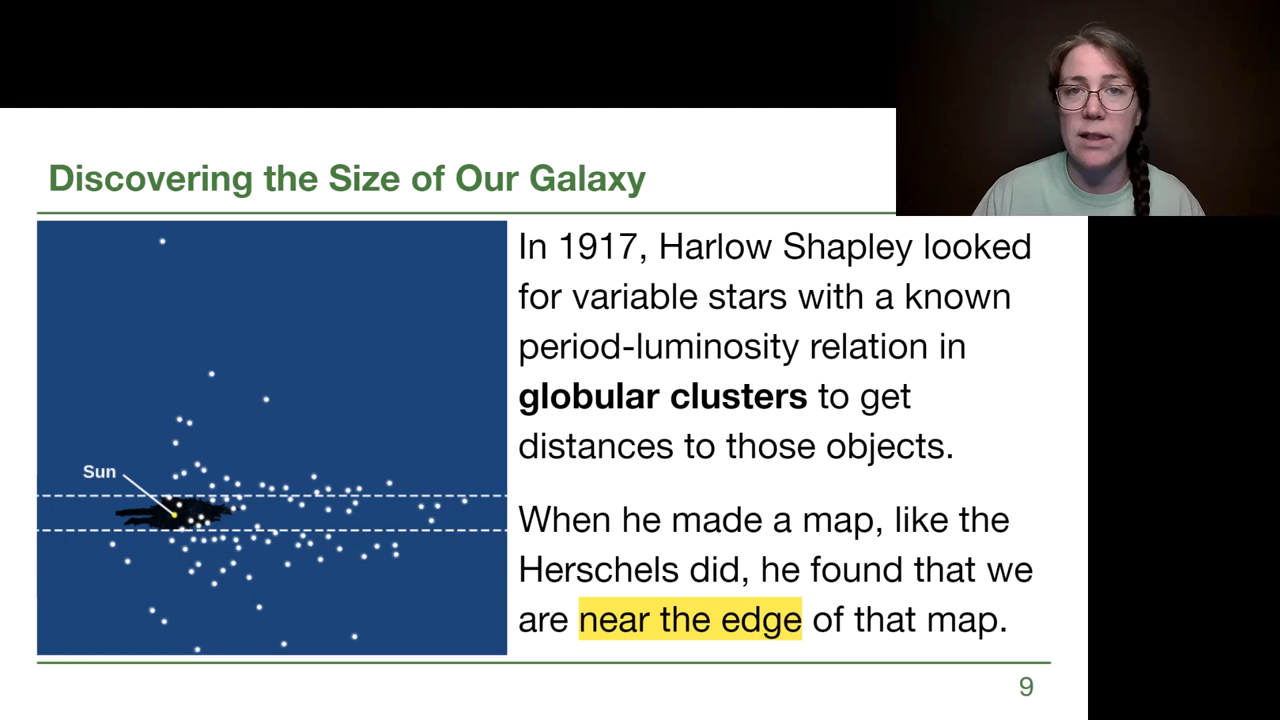 Discovering the Size of Our Galaxy
Sun
In 1917, Harlow Shapley looked
for variable stars with a known
period-luminosity relation in
globular clusters to get
distances to those objects.
When he made a map, like the
Herschels did, he found that we
are near the edge of that map.
9